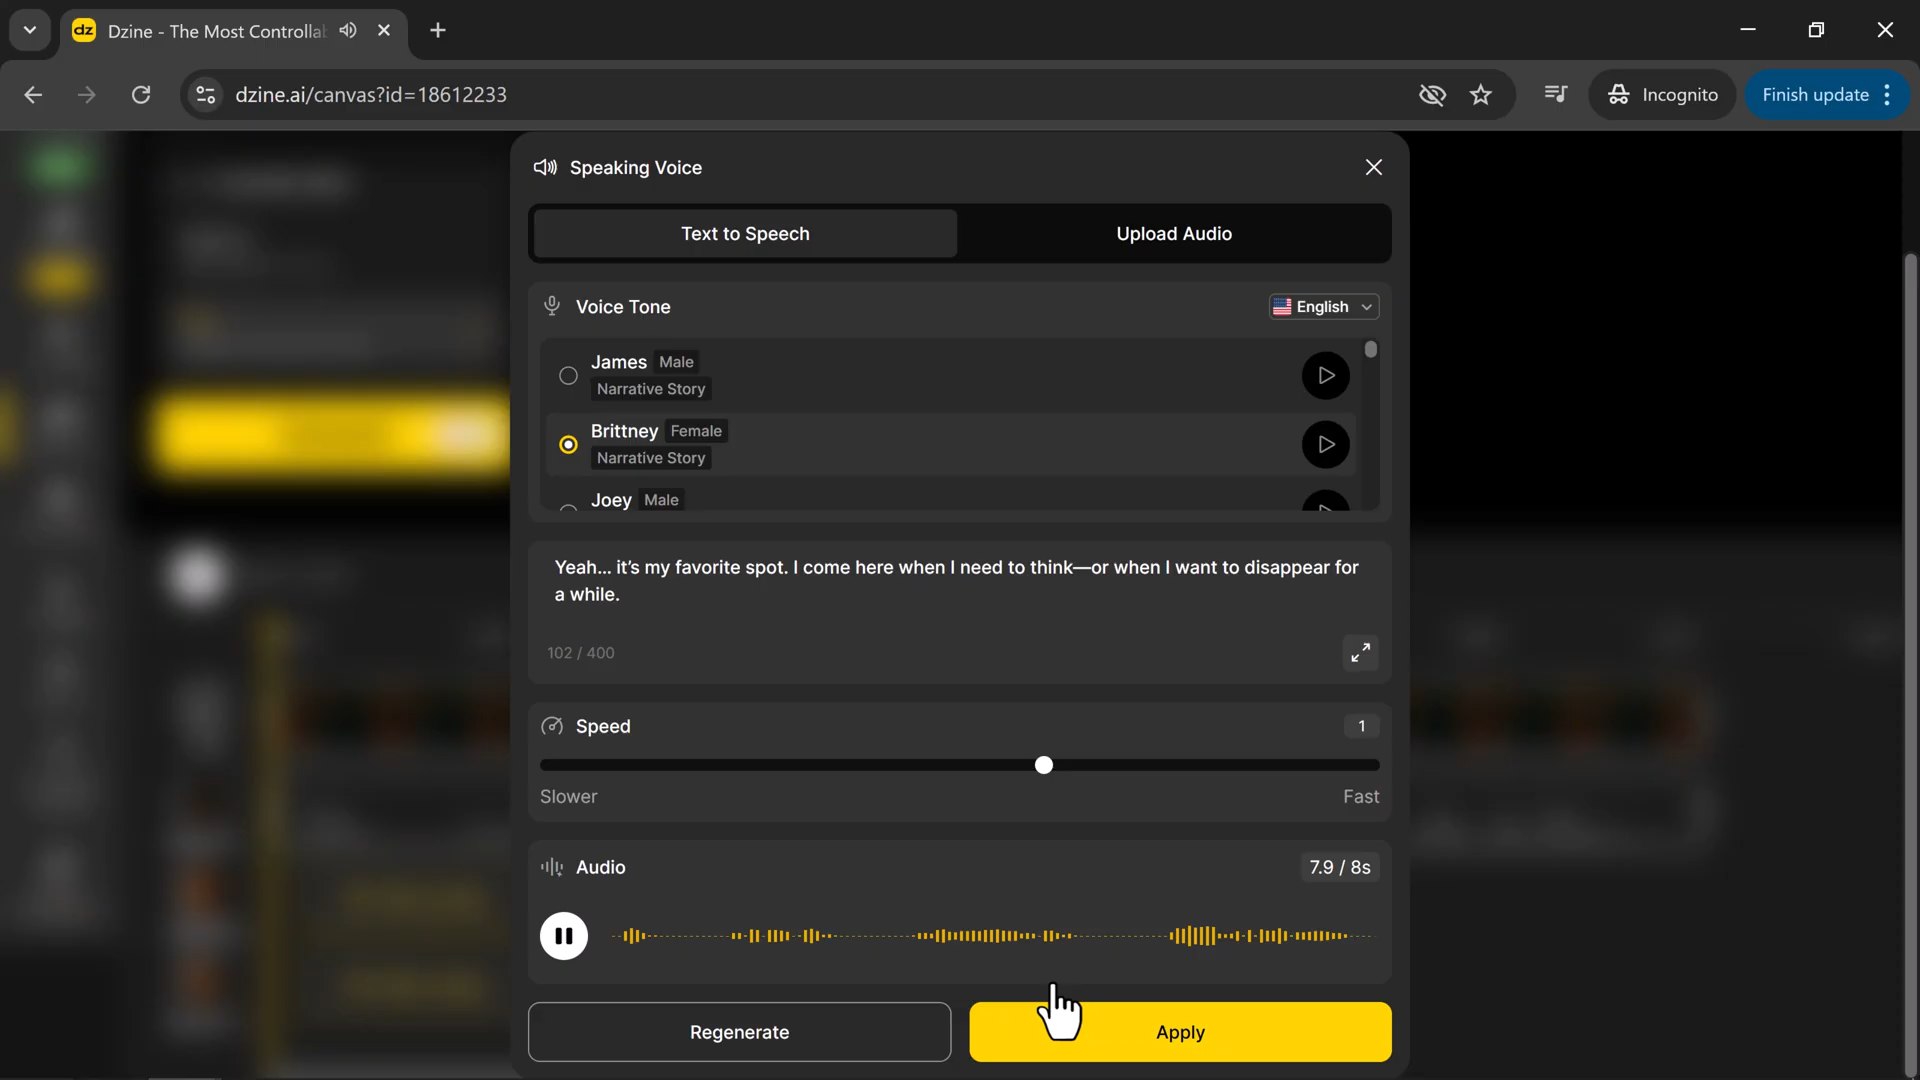 dz Dzine - The Most Controllab
dzine.ai/canvas?id=18612233
Incognito
Finish update
Speaking Voice
Text to Speech
Upload Audio
Voice Tone
English
James Male
Narrative Story
Brittney Female
Narrative Story
Joey Male
Yeah... it’s my favorite spot. I come here when I need to think—or when I want to disappear for
a while.
102 / 400
Speed
1
Slower
Fast
Audio
7.9 / 8s
Regenerate
Apply